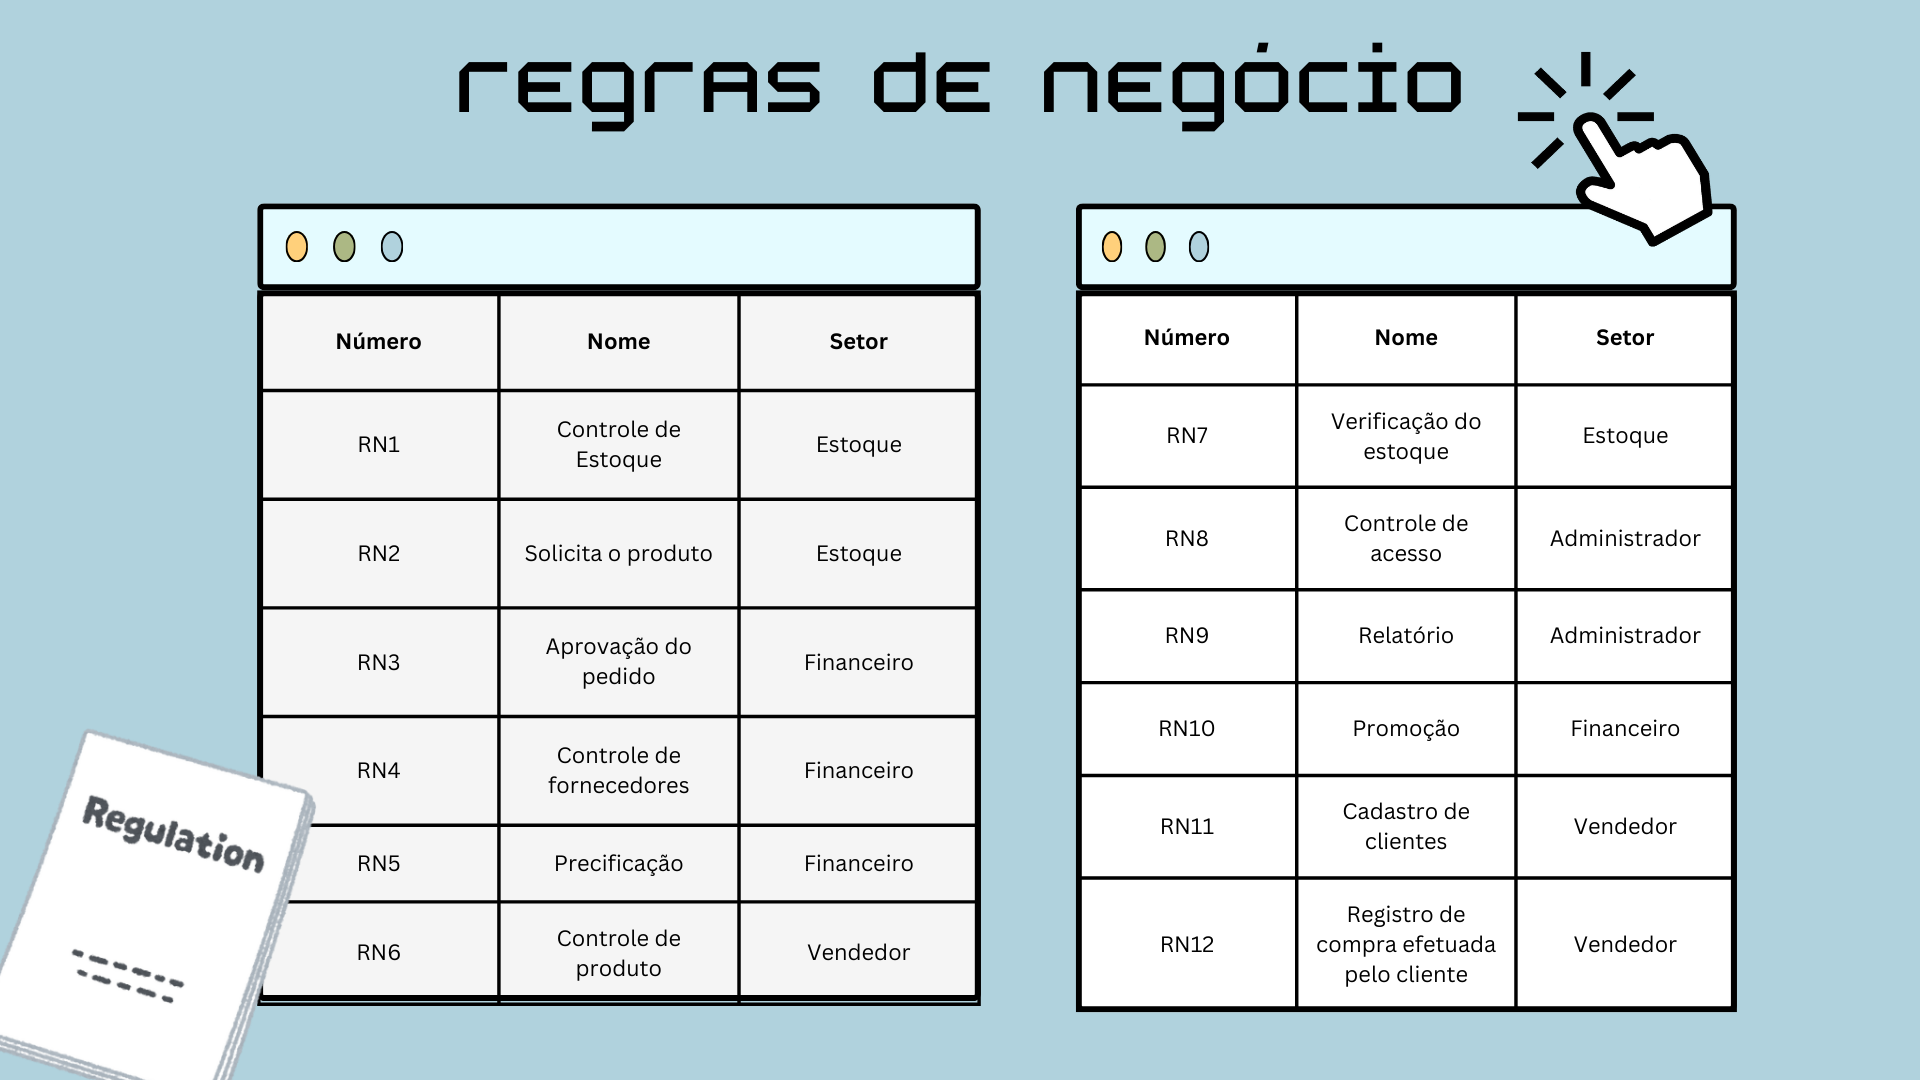 regras de negócio
Número Nome Setor
RN1 Controle de Estoque Estoque
RN2 Solicita o produto Estoque
RN3 Aprovação do pedido Financeiro
RN4 Controle de fornecedores Financeiro
RN5 Precificação Financeiro
RN6 Controle de produto Vendedor
Número Nome Setor
RN7 Verificação do estoque Estoque
RN8 Controle de acesso Administrador
RN9 Relatório Administrador
RN10 Promoção Financeiro
RN11 Cadastro de clientes Vendedor
RN12 Registro de compra efetuada pelo cliente Vendedor
Regulation